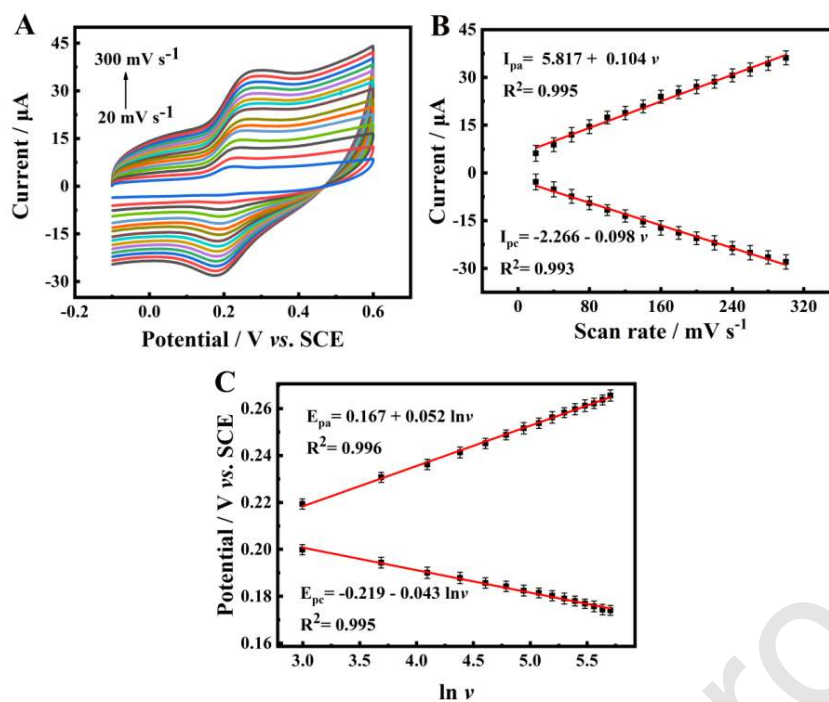 A
300 mV s⁻¹
20 mV s⁻¹
45
30
15
0
-15
-30
Current / μA
-0.2
0.0
0.2
0.4
0.6
Potential / V vs. SCE
B
Iₚₐ= 5.817 + 0.104 ν
R²= 0.995
45
30
15
0
-15
-30
Current / μA
Iₚc= -2.266 - 0.098 ν
R²= 0.993
0
80
160
240
320
Scan rate / mV s⁻¹
C
Eₚₐ= 0.167 + 0.052 lnν
R²= 0.996
0.26
0.24
0.22
0.20
0.18
0.16
Potential / V vs. SCE
Eₚc= -0.219 - 0.043 lnν
R²= 0.995
3.0
3.5
4.0
4.5
5.0
5.5
ln ν